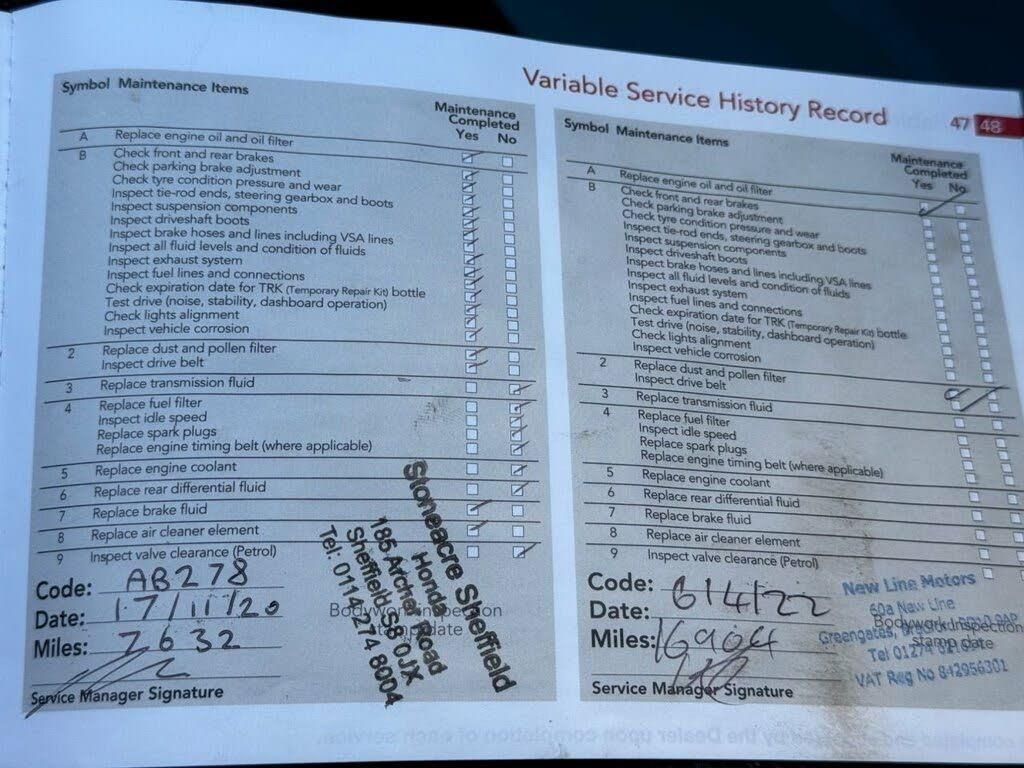 Variable Service History Record
47 48
Symbol Maintenance Items
Maintenance
Completed
Yes No
A Replace engine oil and oil filter
B Check front and rear brakes
Check parking brake adjustment
Check tyre condition pressure and wear
Inspect tie-rod ends, steering gearbox and boots
Inspect suspension components
Inspect driveshaft boots
Inspect brake hoses and lines including VSA lines
Inspect all fluid levels and condition of fluids
Inspect exhaust system
Inspect fuel lines and connections
Check expiration date for TRK (Temporary Repair Kit) bottle
Test drive (noise, stability, dashboard operation)
Check lights alignment
Inspect vehicle corrosion
2 Replace dust and pollen filter
Inspect drive belt
3 Replace transmission fluid
4 Replace fuel filter
Inspect idle speed
Replace spark plugs
Replace engine timing belt (where applicable)
5 Replace engine coolant
6 Replace rear differential fluid
7 Replace brake fluid
8 Replace air cleaner element
9 Inspect valve clearance (Petrol)
Code: AB278
Date: 17/11/20
Miles: 7632
Service Manager Signature
Bodywork Inspection
stamp date
Stoneacre Sheffield
Honda
185 Archer Road
Sheffield S8 0JX
Tel: 0114 274 8004
Symbol Maintenance Items
Maintenance
Completed
Yes No
A Replace engine oil and oil filter
B Check front and rear brakes
Check parking brake adjustment
Check tyre condition pressure and wear
Inspect tie-rod ends, steering gearbox and boots
Inspect suspension components
Inspect driveshaft boots
Inspect brake hoses and lines including VSA lines
Inspect all fluid levels and condition of fluids
Inspect exhaust system
Inspect fuel lines and connections
Check expiration date for TRK (Temporary Repair Kit) bottle
Test drive (noise, stability, dashboard operation)
Check lights alignment
Inspect vehicle corrosion
2 Replace dust and pollen filter
Inspect drive belt
3 Replace transmission fluid
4 Replace fuel filter
Inspect idle speed
Replace spark plugs
Replace engine timing belt (where applicable)
5 Replace engine coolant
6 Replace rear differential fluid
7 Replace brake fluid
8 Replace air cleaner element
9 Inspect valve clearance (Petrol)
Code:
Date: 6/4/22
Miles: 16904
Service Manager Signature
New Line Motors
60a New Line
Greengates,
Tel 01274
VAT Reg No 842956301
Bodywork Inspection
stamp date